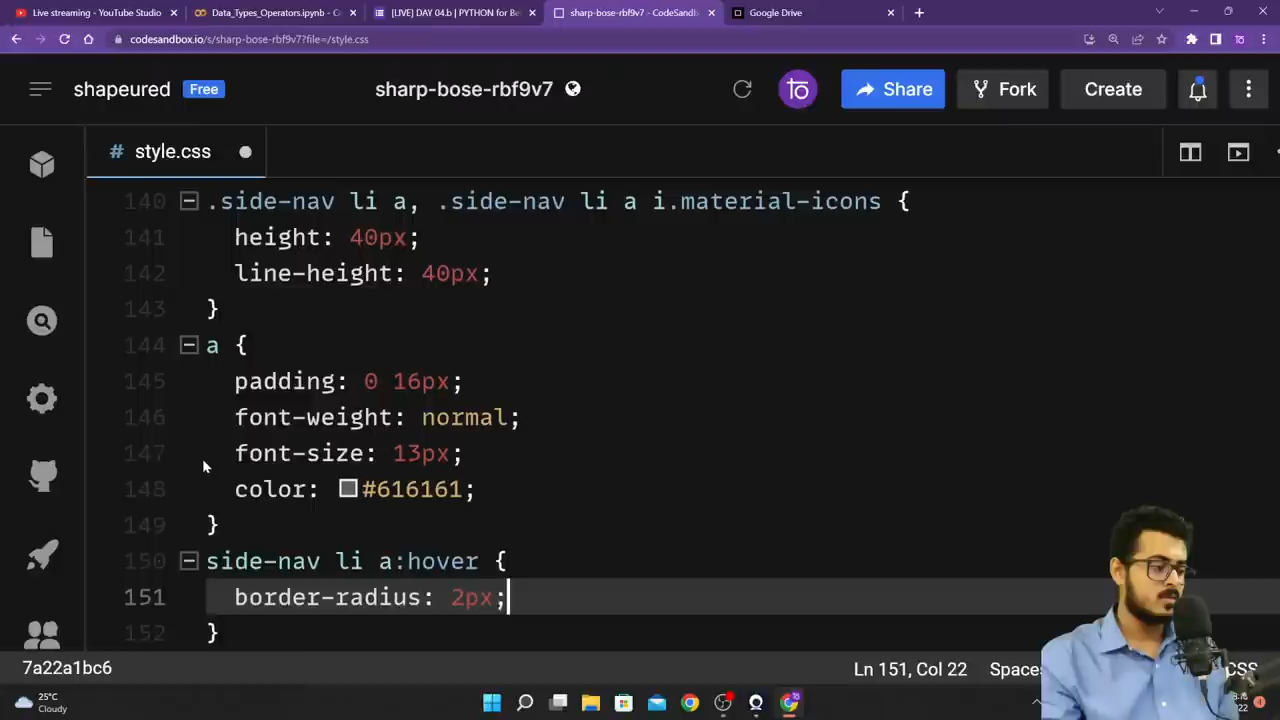 Live streaming - YouTube Studio
Data_Types_Operators.ipynb - C
[LIVE] DAY 04.b | PYTHON for Be
sharp-bose-rbf9v7 - CodeSandb
Google Drive
codesandbox.io/s/sharp-bose-rbf9v7?file=/style.css
shapeured Free
sharp-bose-rbf9v7
Share
Fork
Create
# style.css
140 .side-nav li a, .side-nav li a i.material-icons {
141 height: 40px;
142 line-height: 40px;
143 }
144 a {
145 padding: 0 16px;
146 font-weight: normal;
147 font-size: 13px;
148 color: #616161;
149 }
150 side-nav li a:hover {
151 border-radius: 2px;
152 }
7a22a1bc6
Ln 151, Col 22
Spaces
CSS
25°C
Cloudy